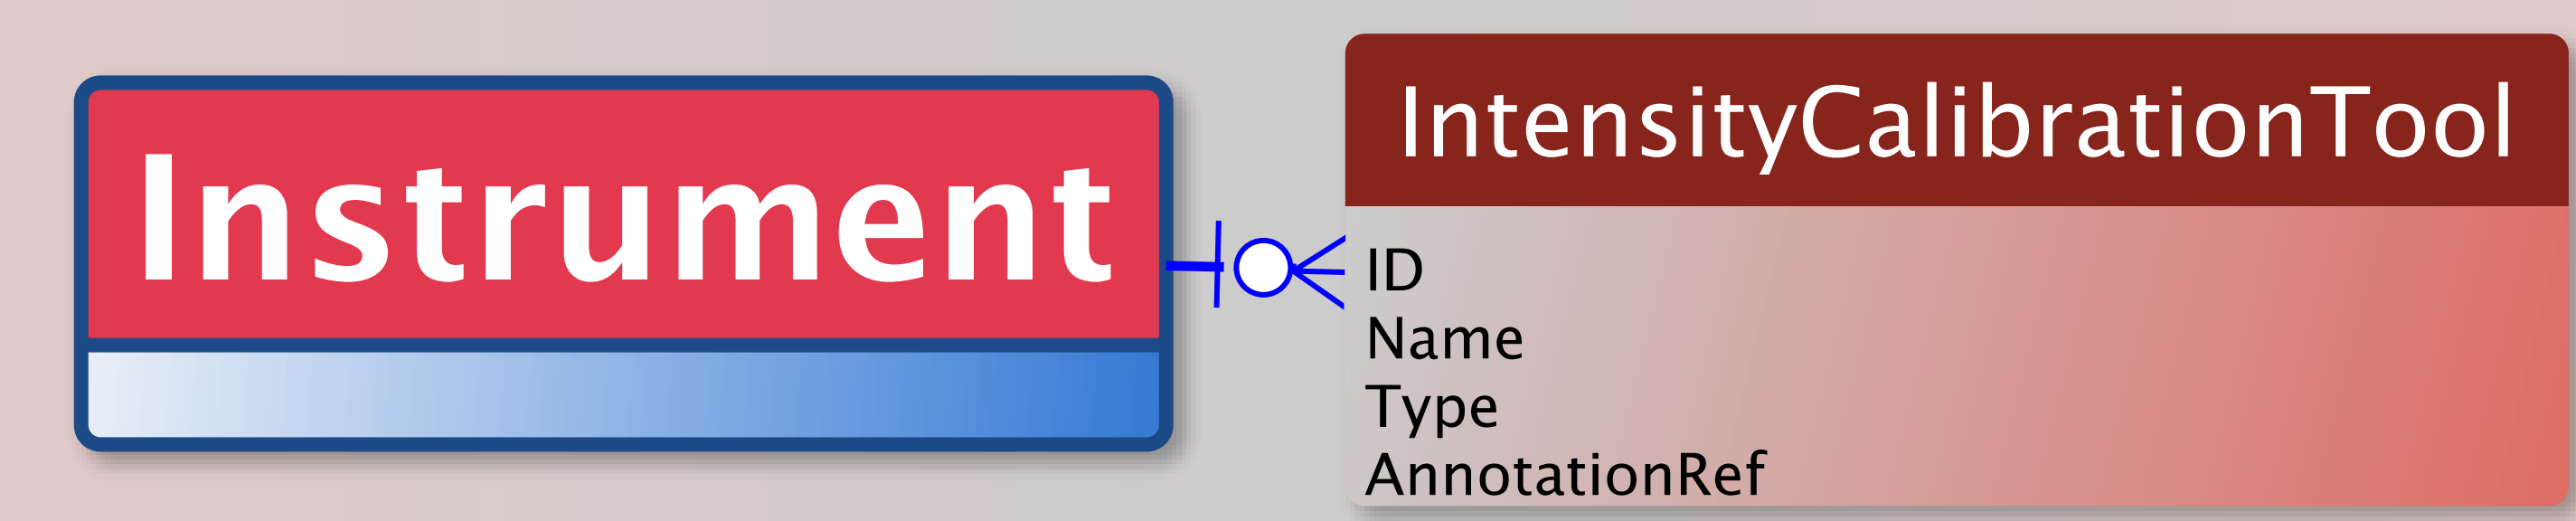 Instrument
IntensityCalibrationTool
ID
Name
Type
AnnotationRef